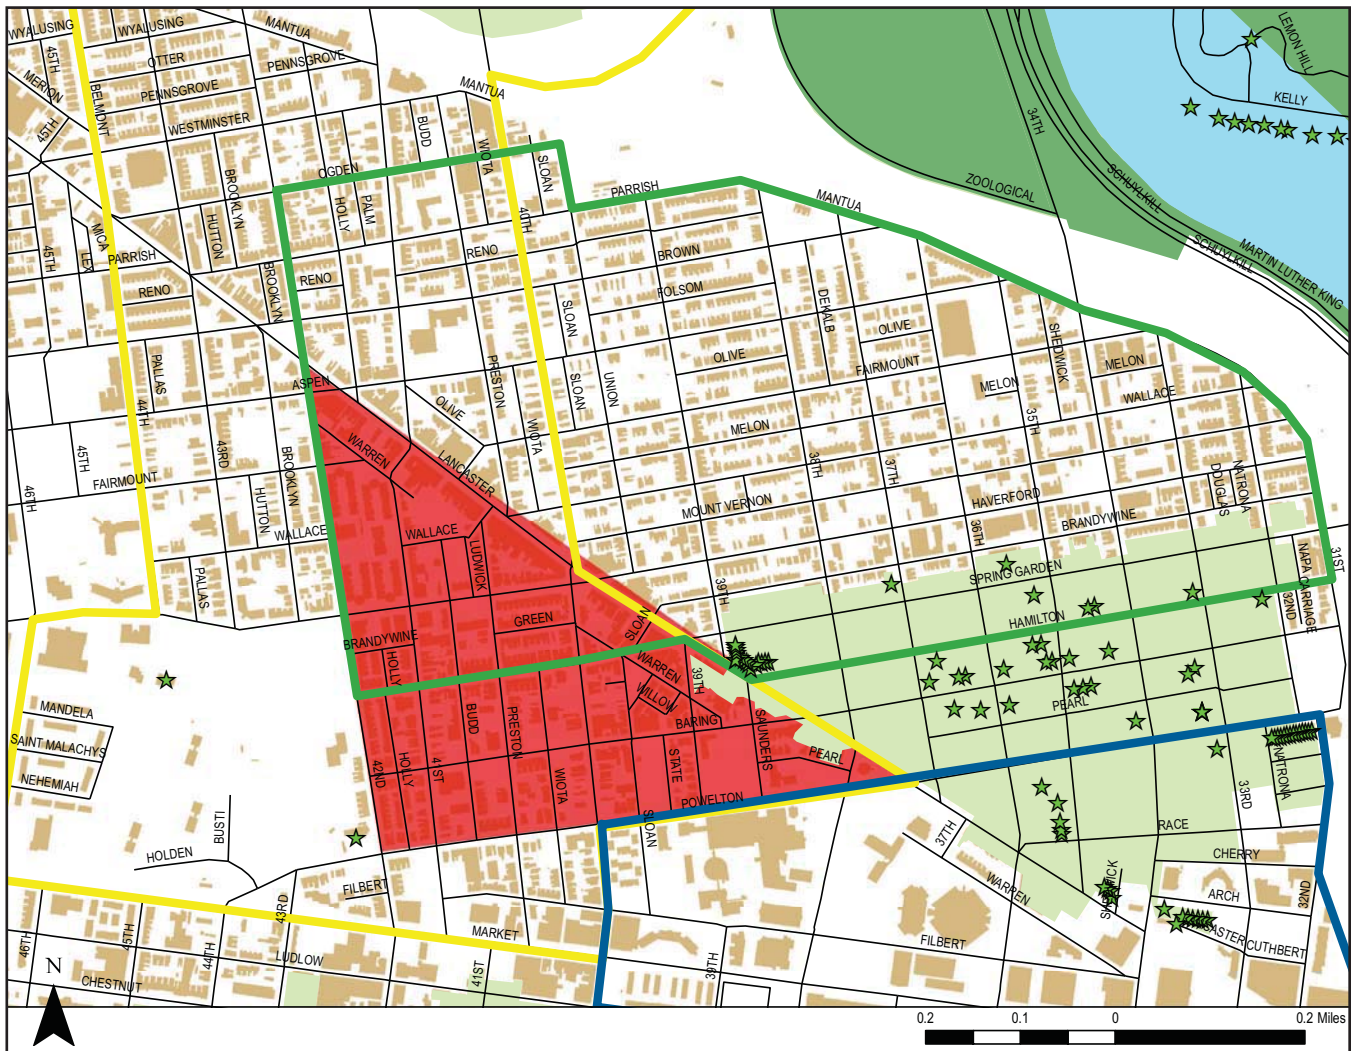 WYALUSING
WYALUSING
MANTUA
LEMON HILL
45TH
OTTER
PENNSGROVE
MERION
BELMONT
PENNSGROVE
MANTUA
KELLY
45TH
WESTMINSTER
BUDD
34TH
WIOTA
SLOAN
OGDEN
BROOKLYN
HOLLY
PALM
PARRISH
ZOOLOGICAL
SCHUYLKILL
MANTUA
MICA
HUTTON
40TH
45TH
LEX
PARRISH
RENO
BROWN
SCHUYLKILL
MARTIN LUTHER KING
BROOKLYN
RENO
RENO
FOLSOM
SLOAN
DEWALB
OLIVE
SHEDWICK
PALLAS
OLIVE
FAIRMOUNT
MELON
ASPEN
PRESTON
SLOAN
UNION
MELON
WALLACE
44TH
OLIVE
WIOTA
MELON
35TH
45TH
43RD
WARREN
LANCASTER
38TH
37TH
BROOKLYN
FAIRMOUNT
46TH
HUTTON
MOUNT VERNON
HAVERFORD
DOUGLAS
NATRONA
WALLACE
WALLACE
36TH
BRANDYWINE
LUDWICK
PALLAS
39TH
SPRING GARDEN
31ST
NAPA CARRIAGE
32ND
GREEN
SLOAN
HAMILTON
BRANDYWINE
HOLLY
WARREN
39TH
WILLOW
MANDELA
BUDD
PRESTON
BARING
SAUNDERS
PEARL
SAINT MALACHYS
42ND
HOLLY
41ST
STATE
PEARL
NEHEMIAH
WIOTA
POWELTON
33RD
NATRONA
BUSTI
SLOAN
37TH
RACE
HOLDEN
CHERRY
FILBERT
WARREN
ARCH
32ND
43RD
MARKET
FILBERT
CUTHBERT
46TH
45TH
44TH
LUDLOW
41ST
39TH
N
CHESTNUT
0.2
0.1
0
0.2 Miles